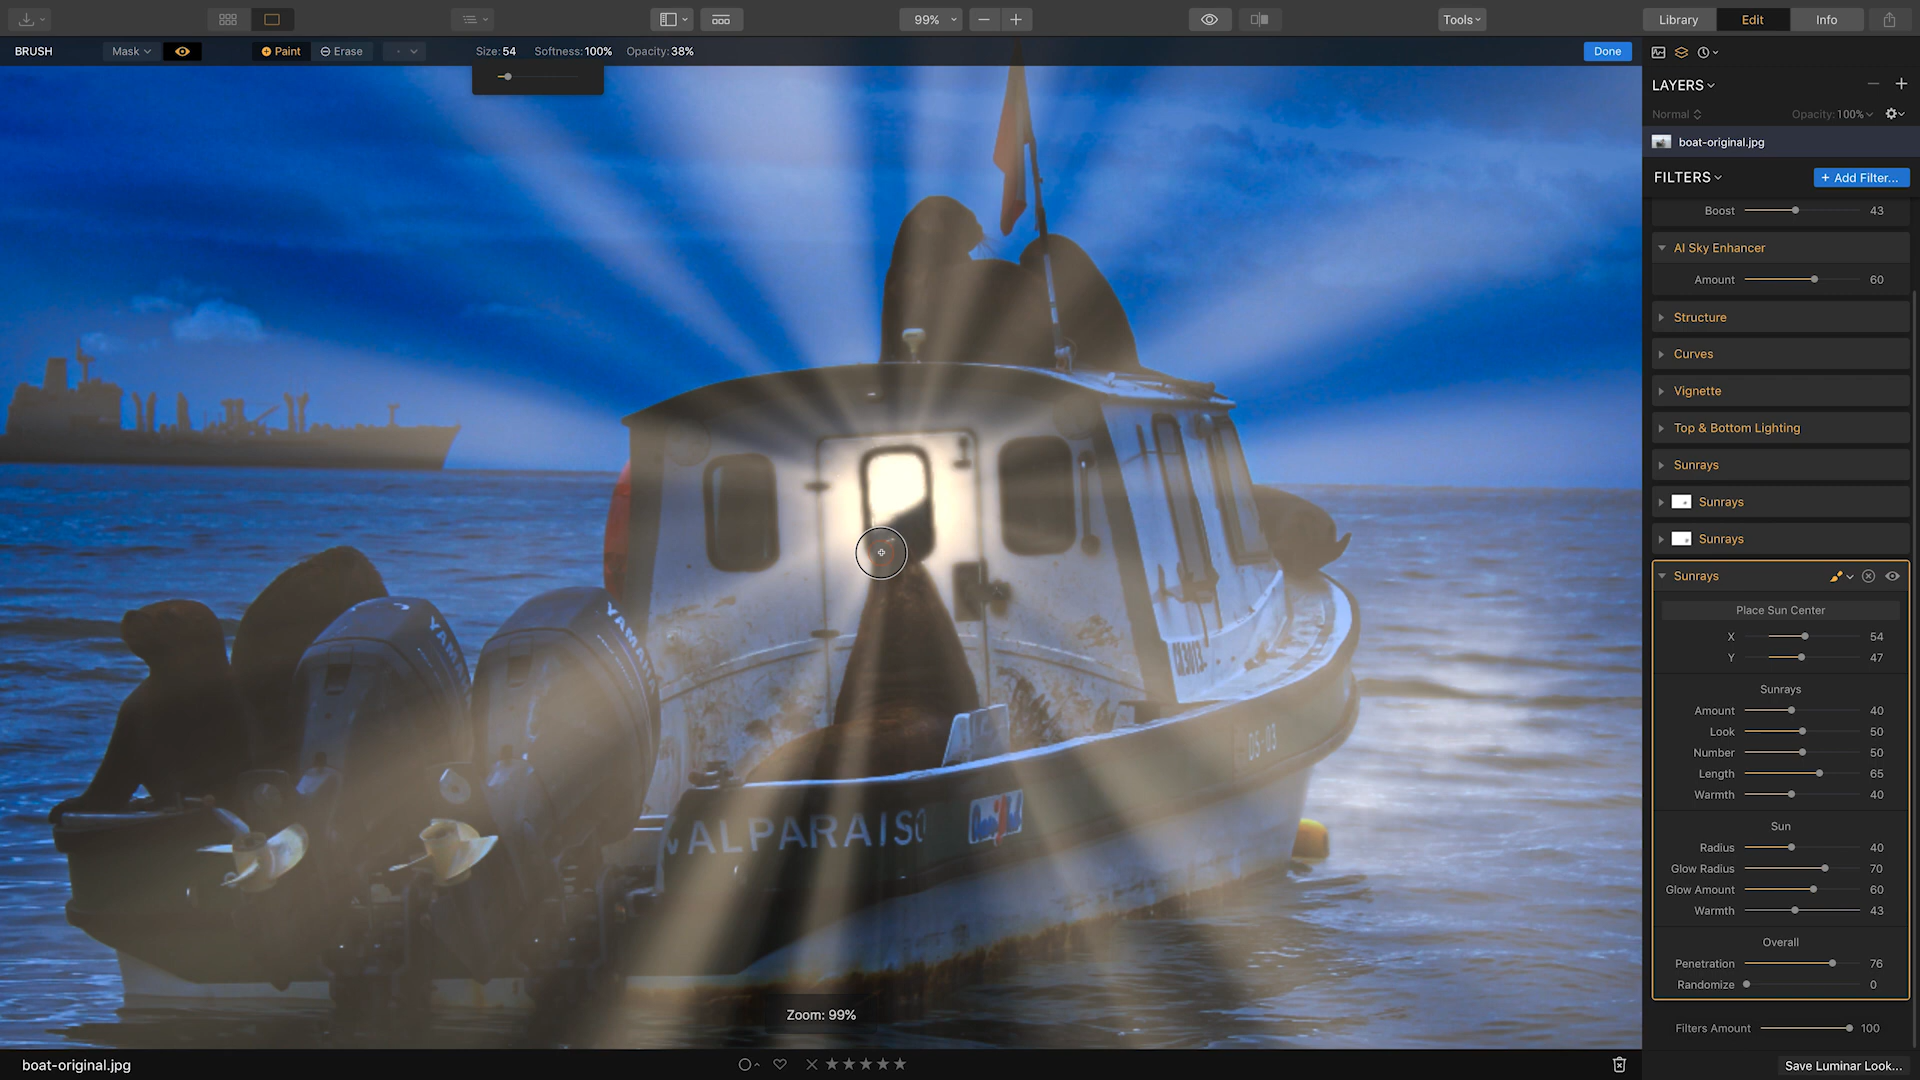 99%
Tools
Library
Edit
Info
BRUSH
Mask
Paint
Erase
Size: 54
Softness: 100%
Opacity: 38%
Done
LAYERS
Normal
Opacity: 100%
boat-original.jpg
FILTERS
+ Add Filter...
Boost 43
AI Sky Enhancer
Amount 60
Structure
Curves
Vignette
Top & Bottom Lighting
Sunrays
Sunrays
Sunrays
Sunrays
Place Sun Center
X 54
Y 47
Sunrays
Amount 40
Look 50
Number 50
Length 65
Warmth 40
Sun
Radius 40
Glow Radius 70
Glow Amount 60
Warmth 43
Overall
Penetration 76
Randomize 0
Filters Amount 100
Save Luminar Look...
YAMAHA
YAMAHA
VALPARAISO
DS-03
Zoom: 99%
boat-original.jpg